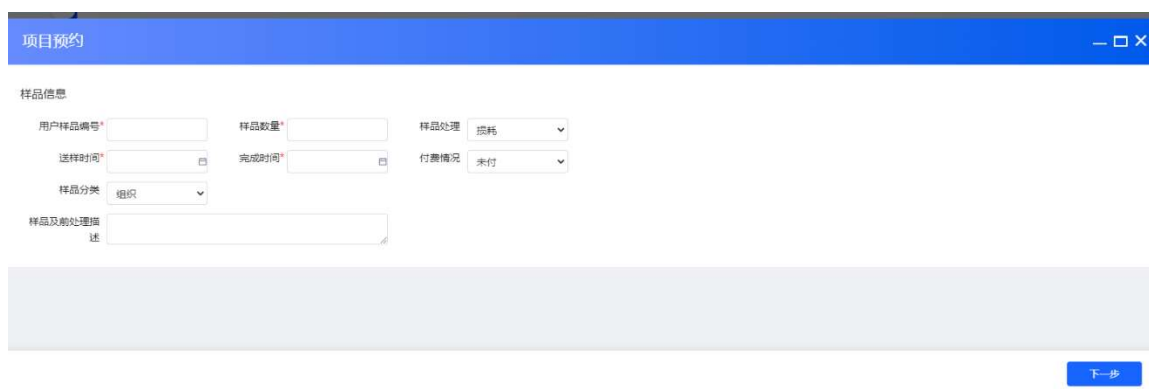 项目预约
样品信息
用户样品编号* 样品数量* 样品处理 损耗
送样时间* 完成时间* 付费情况 未付
样品分类 组织
样品及前处理描
述
下一步